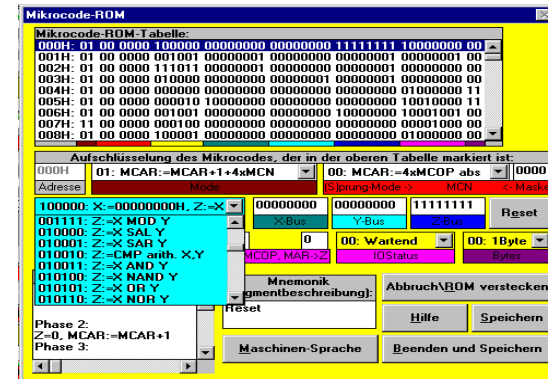 Mikrocode-ROM
Mikrocode-ROM-Tabelle:
000H: 01 00 0000 100000 00000000 00000000 11111111 10000000 00
001H: 01 00 0000 001001 00000001 00000000 00000001 00000001 00
002H: 01 00 0000 111011 00000001 00000000 00000001 00000000 00
003H: 01 00 0000 010000 00000000 00000001 00000000 00000001 00
004H: 01 00 0000 000000 00000000 00000000 00000000 01000000 11
005H: 01 00 0000 000010 10000000 00000000 00000000 10010000 11
006H: 01 00 0000 001001 00000001 00000000 10000000 10001001 00
007H: 11 00 0000 000100 00000000 00000000 00000000 00000000 00
008H: 01 00 0000 100001 00000000 00000000 00000000 01000000 00
Aufschlüsselung des Mikrocodes, der in der oberen Tabelle markiert ist:
000H 01: MCAR:=MCAR+1+4xMCN 00: MCAR:=4xMCOP abs 0000
Adresse Mode (S)prung-Mode -> MCN <- Maske
100000: X:=00000000H, Z:=X 00000000 00000000 11111111 Reset
X-Bus Y-Bus Z-Bus
001111: Z:=X MOD Y
010000: Z:=X SAL Y
010001: Z:=X SAR Y
010010: Z:=CMP arith. X,Y
010011: Z:=X AND Y
010100: Z:=X NAND Y
010101: Z:=X OR Y
010110: Z:=X NOR Y
0 00: Wartend 00: 1Byte
MCOP, MAR->Z IOStatus Bytes
Mnemonik
gmentbeschreibung):
Reset
Abbruch\ROM verstecken
Phase 2:
Z=0, MCAR:=MCAR+1
Phase 3:
Hilfe Speichern
Maschinen-Sprache Beenden und Speichern